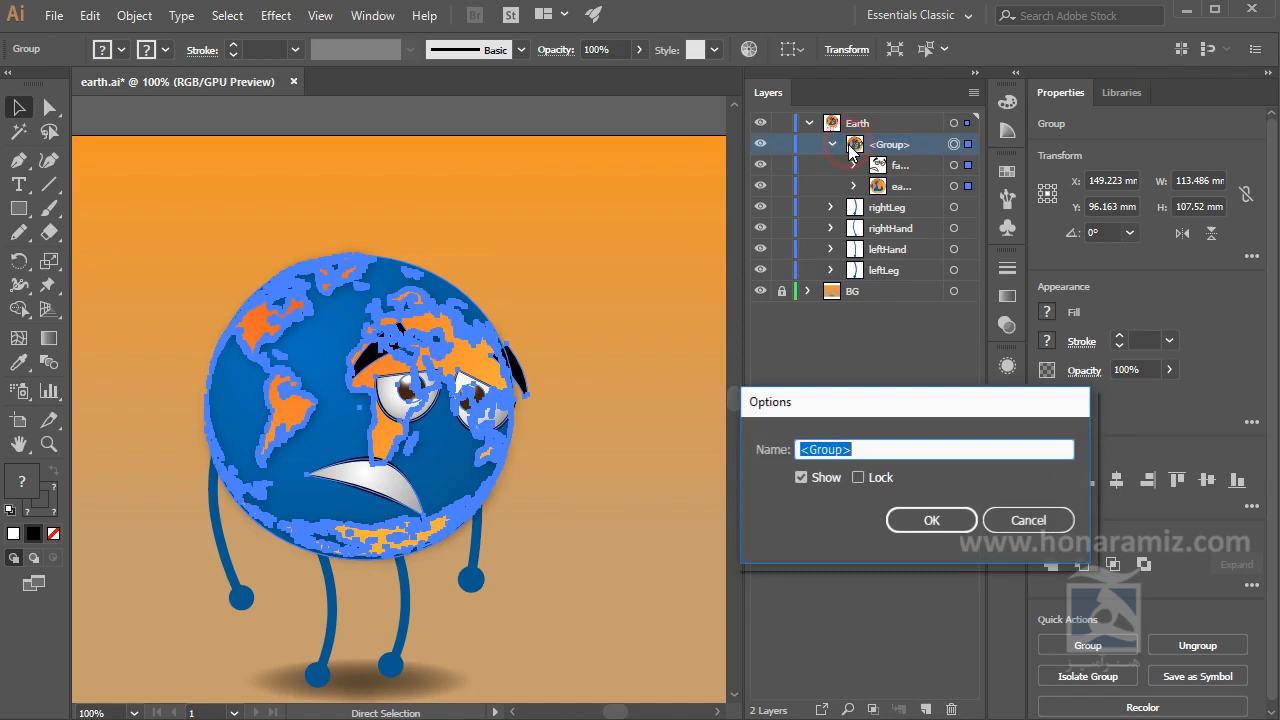 Ai File Edit Object Type Select Effect View Window Help Br St Essentials Classic Search Adobe Stock
Group ? ? Stroke: Basic Opacity: 100% Style: Transform
earth.ai* @ 100% (RGB/GPU Preview) ×
Layers
Earth
<Group>
fa...
ea...
rightLeg
rightHand
leftHand
leftLeg
BG
Properties Libraries
Group
Transform
X: 149.223 mm W: 113.486 mm
Y: 96.163 mm H: 107.52 mm
0°
Appearance
? Fill
? Stroke
Opacity 100%
Options
Name: <Group>
Show Lock
OK Cancel
www.honaramiz.com
Expand
هنرآمیز
Quick Actions
Group Ungroup
Isolate Group Save as Symbol
Recolor
?
?
?
100% 1 Direct Selection
2 Layers